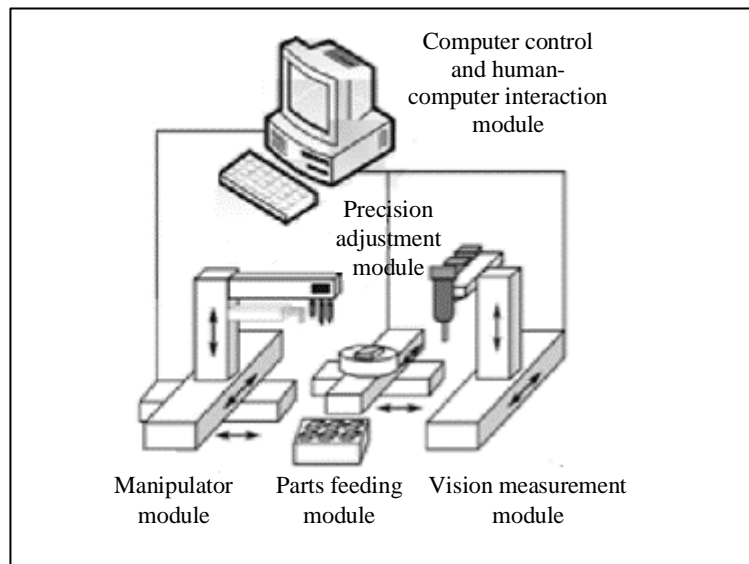 Computer control
and human-
computer interaction
module
Precision
adjustment
module
Manipulator
module
Parts feeding
module
Vision measurement
module